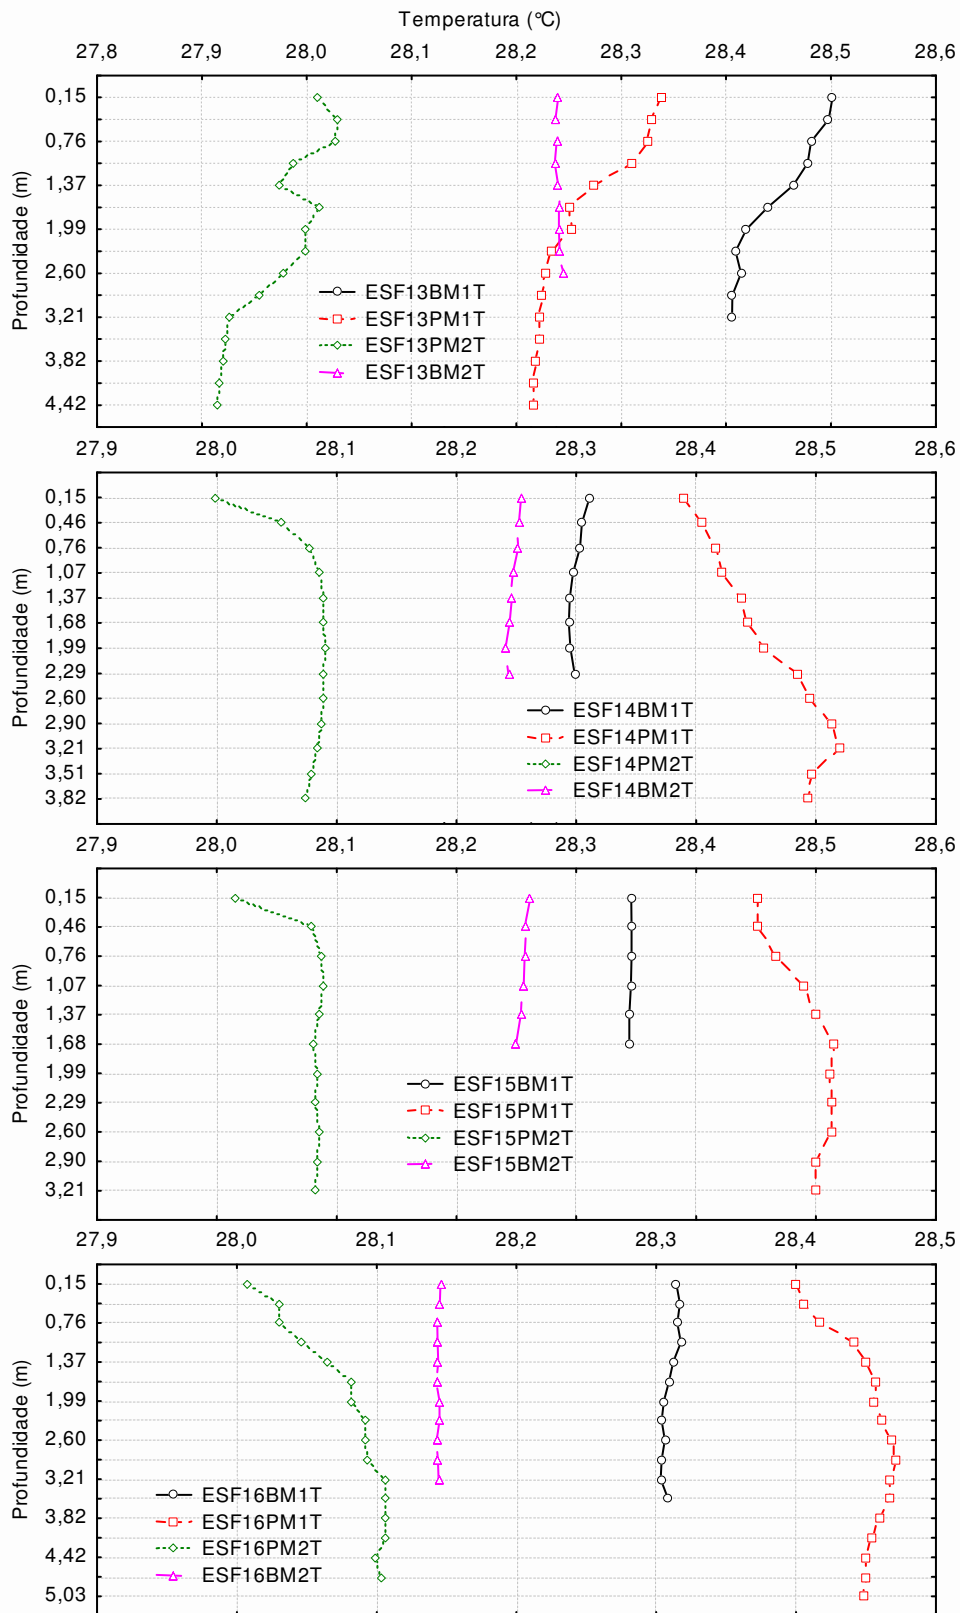 Temperatura (°C)
27,8 27,9 28,0 28,1 28,2 28,3 28,4 28,5 28,6
0,15
0,76
1,37
1,99
2,60
3,21
3,82
4,42
Profundidade (m)
ESF13BM1T
ESF13PM1T
ESF13PM2T
ESF13BM2T
27,9 28,0 28,1 28,2 28,3 28,4 28,5 28,6
0,15
0,46
0,76
1,07
1,37
1,68
1,99
2,29
2,60
2,90
3,21
3,51
3,82
Profundidade (m)
ESF14BM1T
ESF14PM1T
ESF14PM2T
ESF14BM2T
27,9 28,0 28,1 28,2 28,3 28,4 28,5 28,6
0,15
0,46
0,76
1,07
1,37
1,68
1,99
2,29
2,60
2,90
3,21
Profundidade (m)
ESF15BM1T
ESF15PM1T
ESF15PM2T
ESF15BM2T
27,9 28,0 28,1 28,2 28,3 28,4 28,5
0,15
0,76
1,37
1,99
2,60
3,21
3,82
4,42
5,03
Profundidade (m)
ESF16BM1T
ESF16PM1T
ESF16PM2T
ESF16BM2T